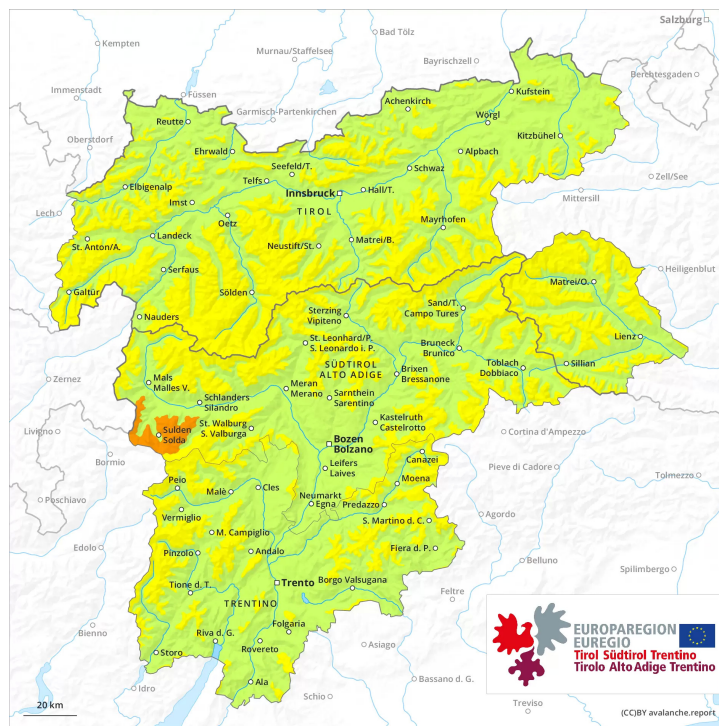 Salzburg
Kempten
Bad Tölz
Murnau/Staffelsee
Bayrischzell
Berchtesgaden
Immenstadt
Füssen
Garmisch-Partenkirchen
Achenkirch
Kufstein
Wörgl
Reutte
Oberstdorf
Ehrwald
Kitzbühel
Seefeld/T.
Alpbach
Telfs
Schwaz
Zell/See
Elbigenalp
Innsbruck
Hall/T.
Mittersill
Imst
TIROL
Lech
Oetz
Mayrhofen
St. Anton/A.
Landeck
Neustift/St.
Matrei/B.
Heiligenblut
Serfaus
Matrei/O.
Galtür
Sölden
Nauders
Sterzing
Vipiteno
Sand/T.
Campo Tures
Lienz
St. Leonhard/P.
S. Leonardo i. P.
Bruneck
Brunico
Sillian
Toblach
Dobbiaco
SÜDTIROL
ALTO ADIGE
Brixen
Bressanone
Zernez
Mals
Malles V.
Meran
Merano
Sarnthein
Sarentino
Schlanders
Silandro
Kastelruth
Castelrotto
St. Walburg
S. Valburga
Livigno
Sulden
Solda
Cortina d'Ampezzo
Bozen
Bolzano
Bormio
Canazei
Pieve di Cadore
Leifers
Laives
Tolmezzo
Poschiavo
Peio
Malè
Cles
Moena
Neumarkt
Egna
Predazzo
Vermiglio
S. Martino d. C.
Agordo
M. Campiglio
Edolo
Pinzolo
Andalo
Fiera d. P.
Belluno
Spilimbergo
Tione d. T.
Trento
Borgo Valsugana
Feltre
TRENTINO
Folgaria
Bienno
Riva d. G.
Rovereto
Asiago
Storo
Bassano d. G.
Idro
Ala
Schio
Treviso
EUROPAREGION
EUREGIO
Tirol Südtirol Trentino
Tirolo Alto Adige Trentino
20 km
(CC)BY avalanche.report